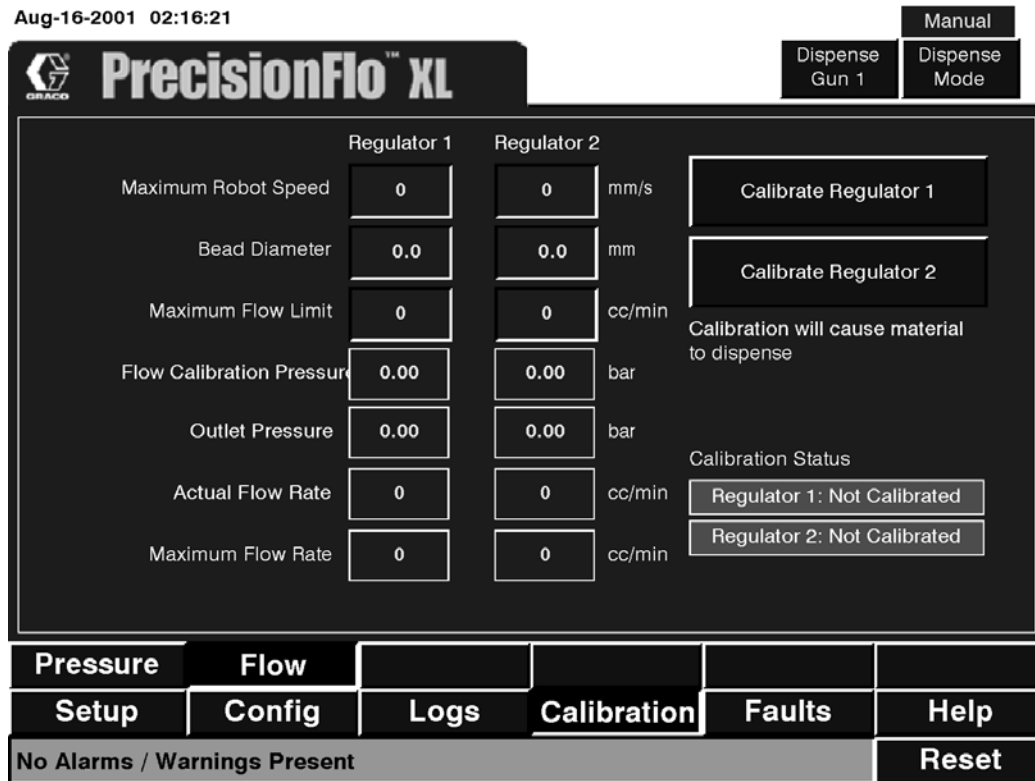 Aug-16-2001 02:16:21
Manual
GRACO
PrecisionFlo™ XL
Dispense Gun 1
Dispense Mode
Regulator 1 Regulator 2
Maximum Robot Speed 0 0 mm/s
Calibrate Regulator 1
Bead Diameter 0.0 0.0 mm
Calibrate Regulator 2
Maximum Flow Limit 0 0 cc/min
Calibration will cause material
to dispense
Flow Calibration Pressure 0.00 0.00 bar
Outlet Pressure 0.00 0.00 bar
Calibration Status
Actual Flow Rate 0 0 cc/min
Regulator 1: Not Calibrated
Regulator 2: Not Calibrated
Maximum Flow Rate 0 0 cc/min
Pressure Flow
Setup Config Logs Calibration Faults Help
No Alarms / Warnings Present Reset